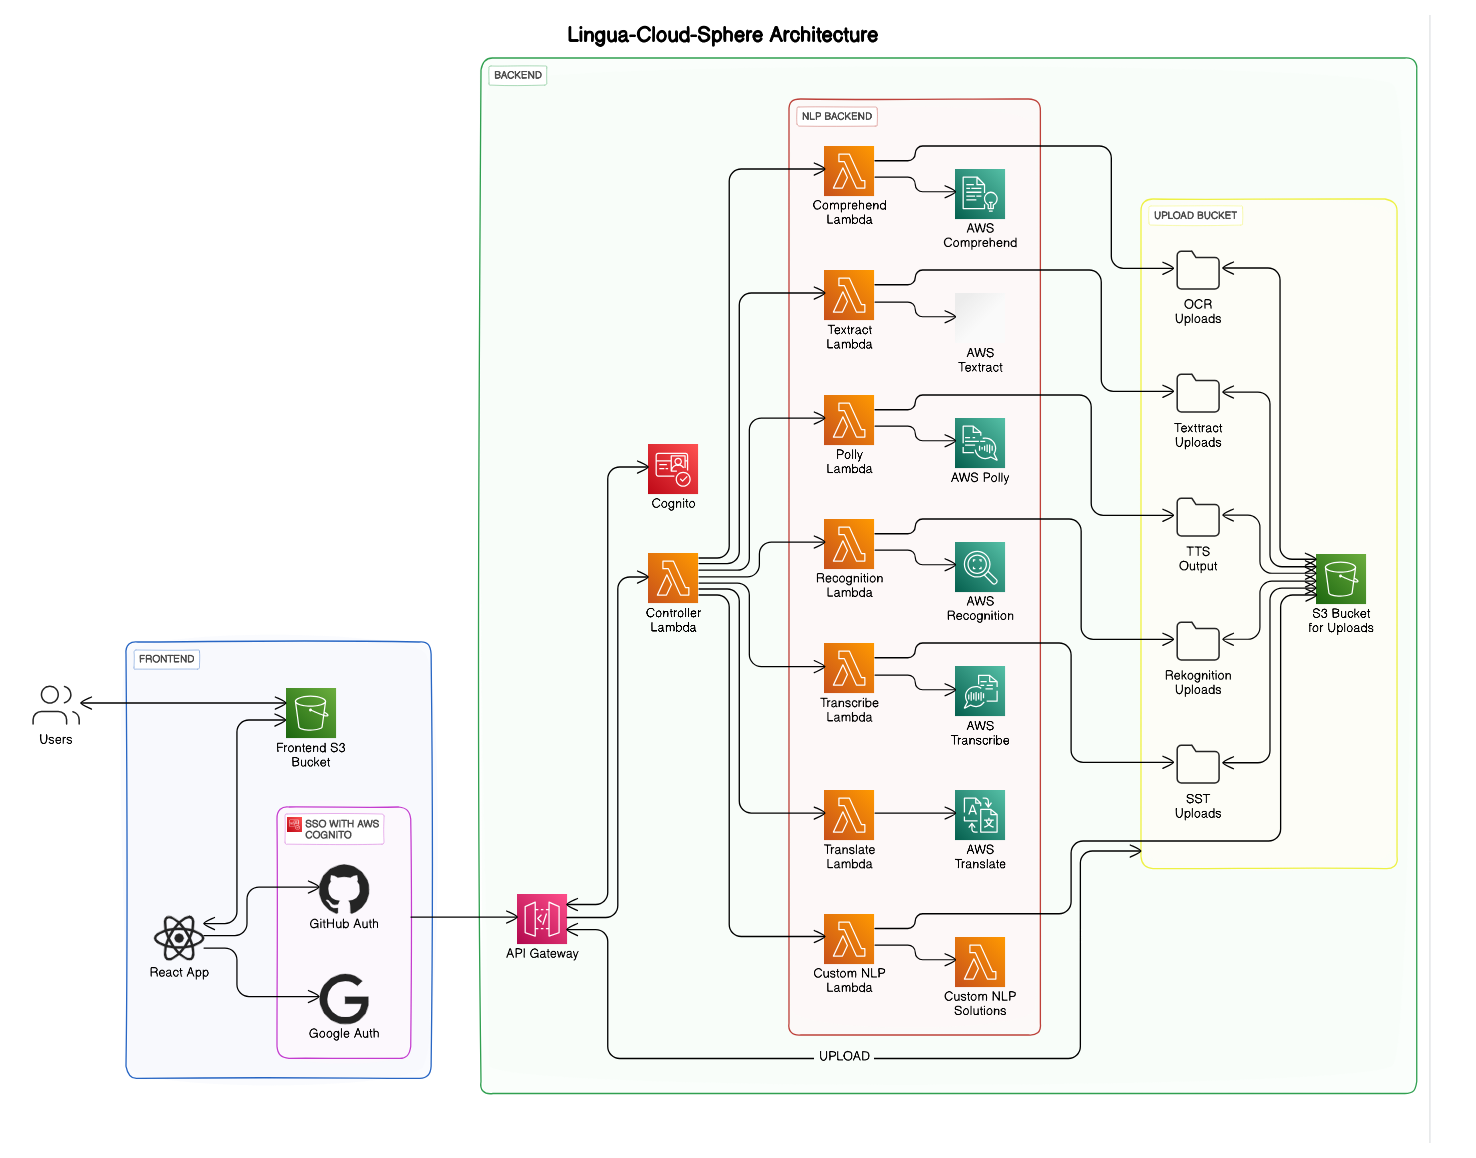 Lingua-Cloud-Sphere Architecture
BACKEND
NLP BACKEND
Comprehend
Lambda
AWS
Comprehend
UPLOAD BUCKET
OCR
Uploads
Textract
Lambda
AWS
Textract
Texttract
Uploads
Polly
Lambda
AWS Polly
Cognito
TTS
Output
Recognition
Lambda
AWS
Recognition
Controller
Lambda
S3 Bucket
for Uploads
FRONTEND
Rekognition
Uploads
Transcribe
Lambda
AWS
Transcribe
Users
Frontend S3
Bucket
SST
Uploads
SSO WITH AWS
COGNITO
Translate
Lambda
AWS
Translate
GitHub Auth
React App
API Gateway
Custom NLP
Lambda
Custom NLP
Solutions
Google Auth
UPLOAD